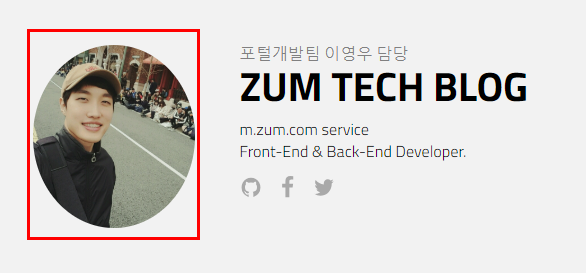 포털개발팀 이영우 담당
ZUM TECH BLOG
m.zum.com service
Front-End & Back-End Developer.